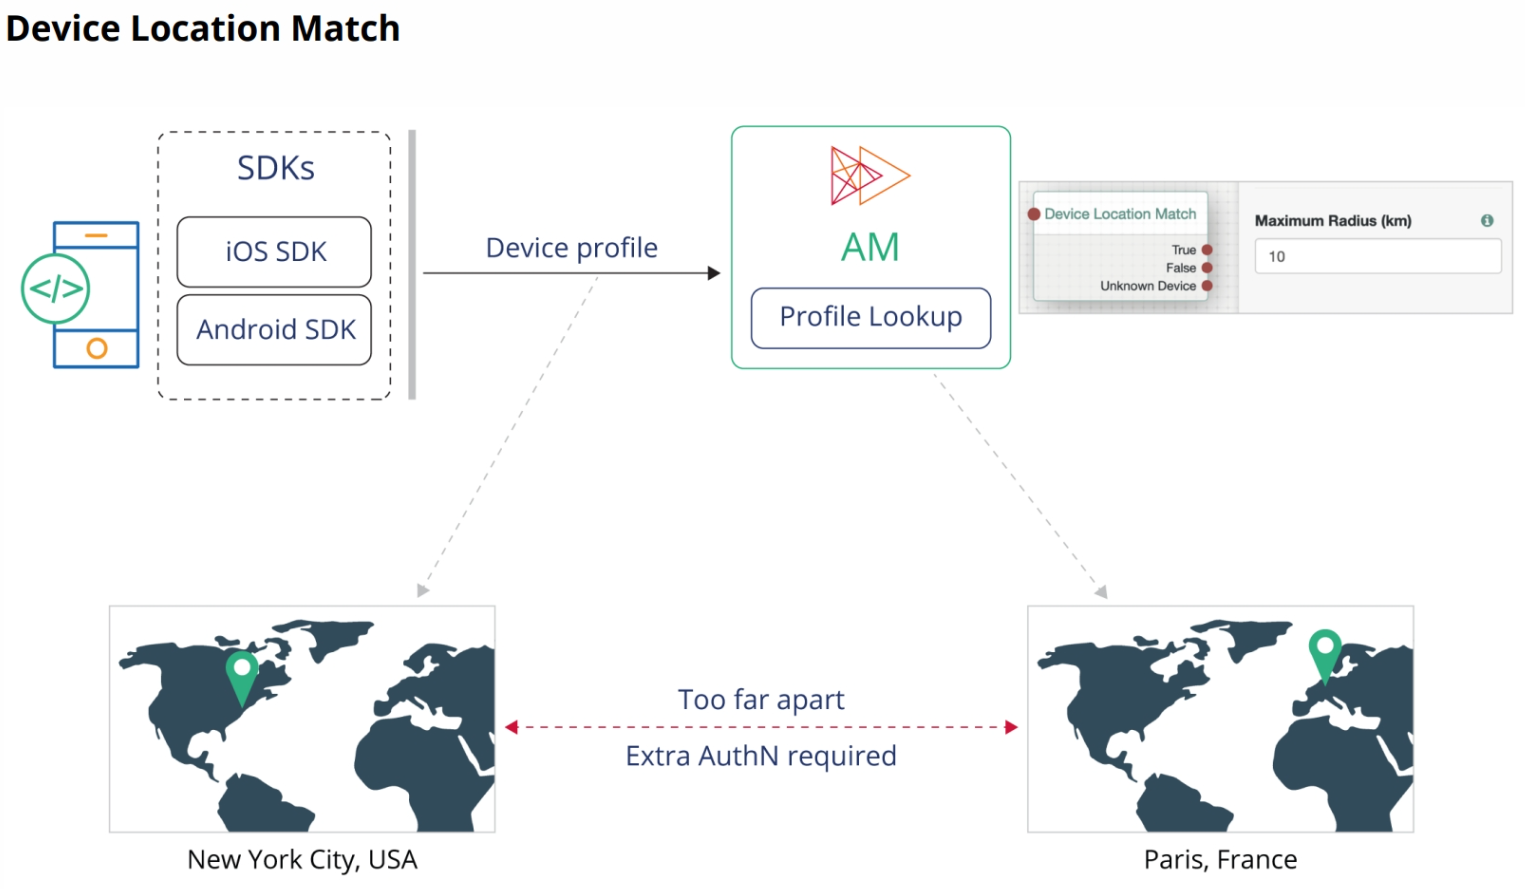 Device Location Match
SDKs
iOS SDK
Android SDK
</>
Device profile
AM
Profile Lookup
Device Location Match
True
False
Unknown Device
Maximum Radius (km)
i
10
Too far apart
Extra AuthN required
New York City, USA
Paris, France